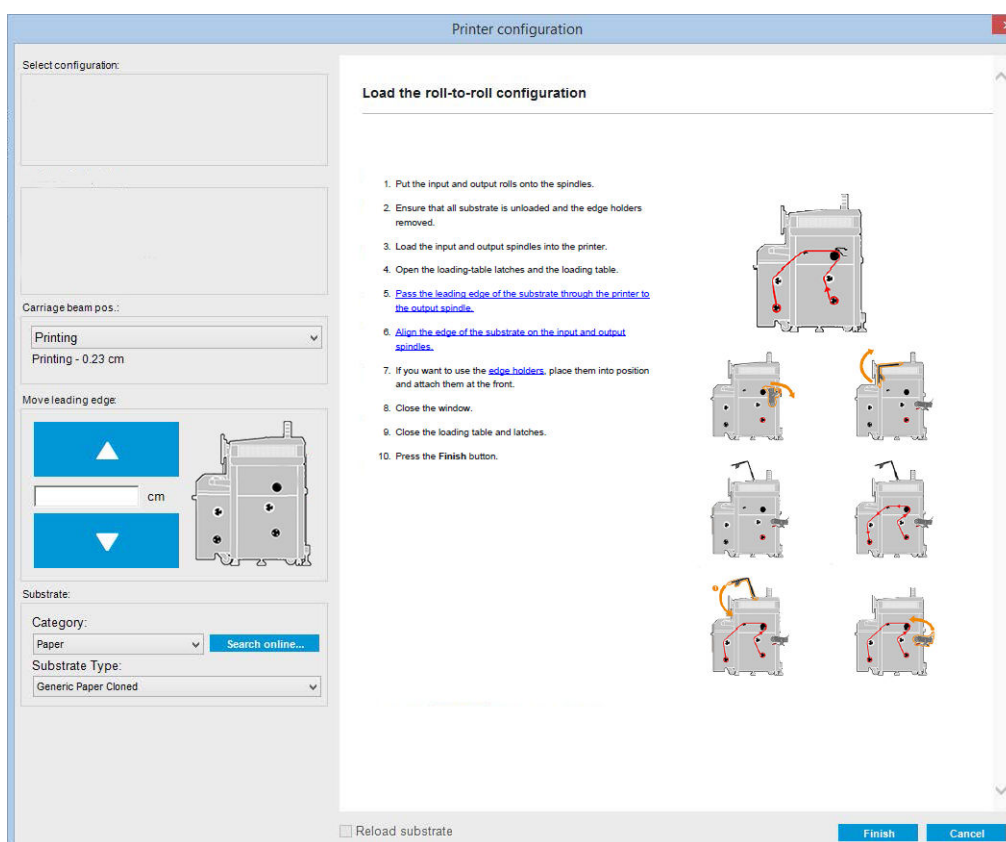 Printer configuration
Select configuration:
Carriage beam pos.:
Printing
Printing - 0.23 cm
Move leading edge:
cm
Substrate:
Category:
Paper
Search online...
Substrate Type:
Generic Paper Cloned
Load the roll-to-roll configuration
1. Put the input and output rolls onto the spindles.
2. Ensure that all substrate is unloaded and the edge holders
removed.
3. Load the input and output spindles into the printer.
4. Open the loading-table latches and the loading table.
5. Pass the leading edge of the substrate through the printer to
the output spindle.
6. Align the edge of the substrate on the input and output
spindles.
7. If you want to use the edge holders, place them into position
and attach them at the front.
8. Close the window.
9. Close the loading table and latches.
10. Press the Finish button.
Reload substrate
Finish
Cancel